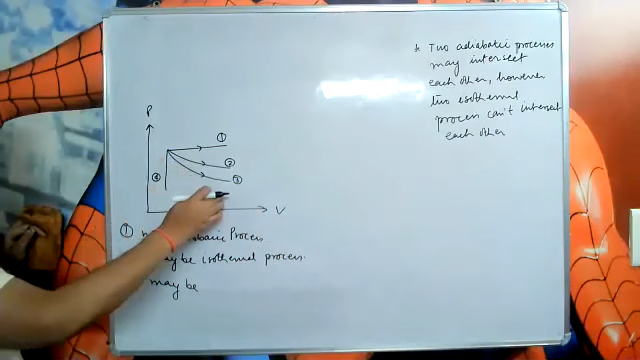 * Two adiabatic processes
may intersect
each other, however
two isothermal
process can't intersect
each other
P
①
②
③
④
V
① baric Process
may be isothermal process.
may be